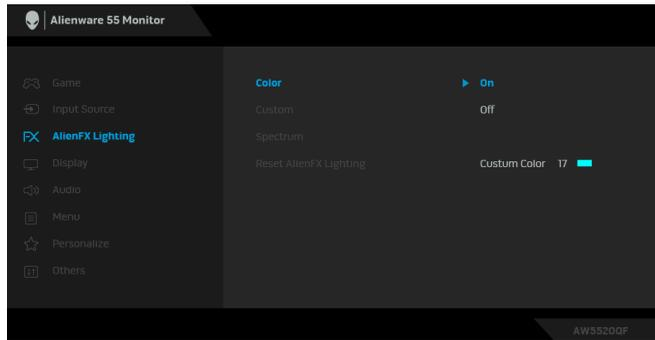 Alienware 55 Monitor
Game
Color
On
Input Source
Custom
Off
FX AlienFX Lighting
Spectrum
Display
Reset AlienFX Lighting
Custum Color 17
Audio
Menu
Personalize
Others
AW5520QF